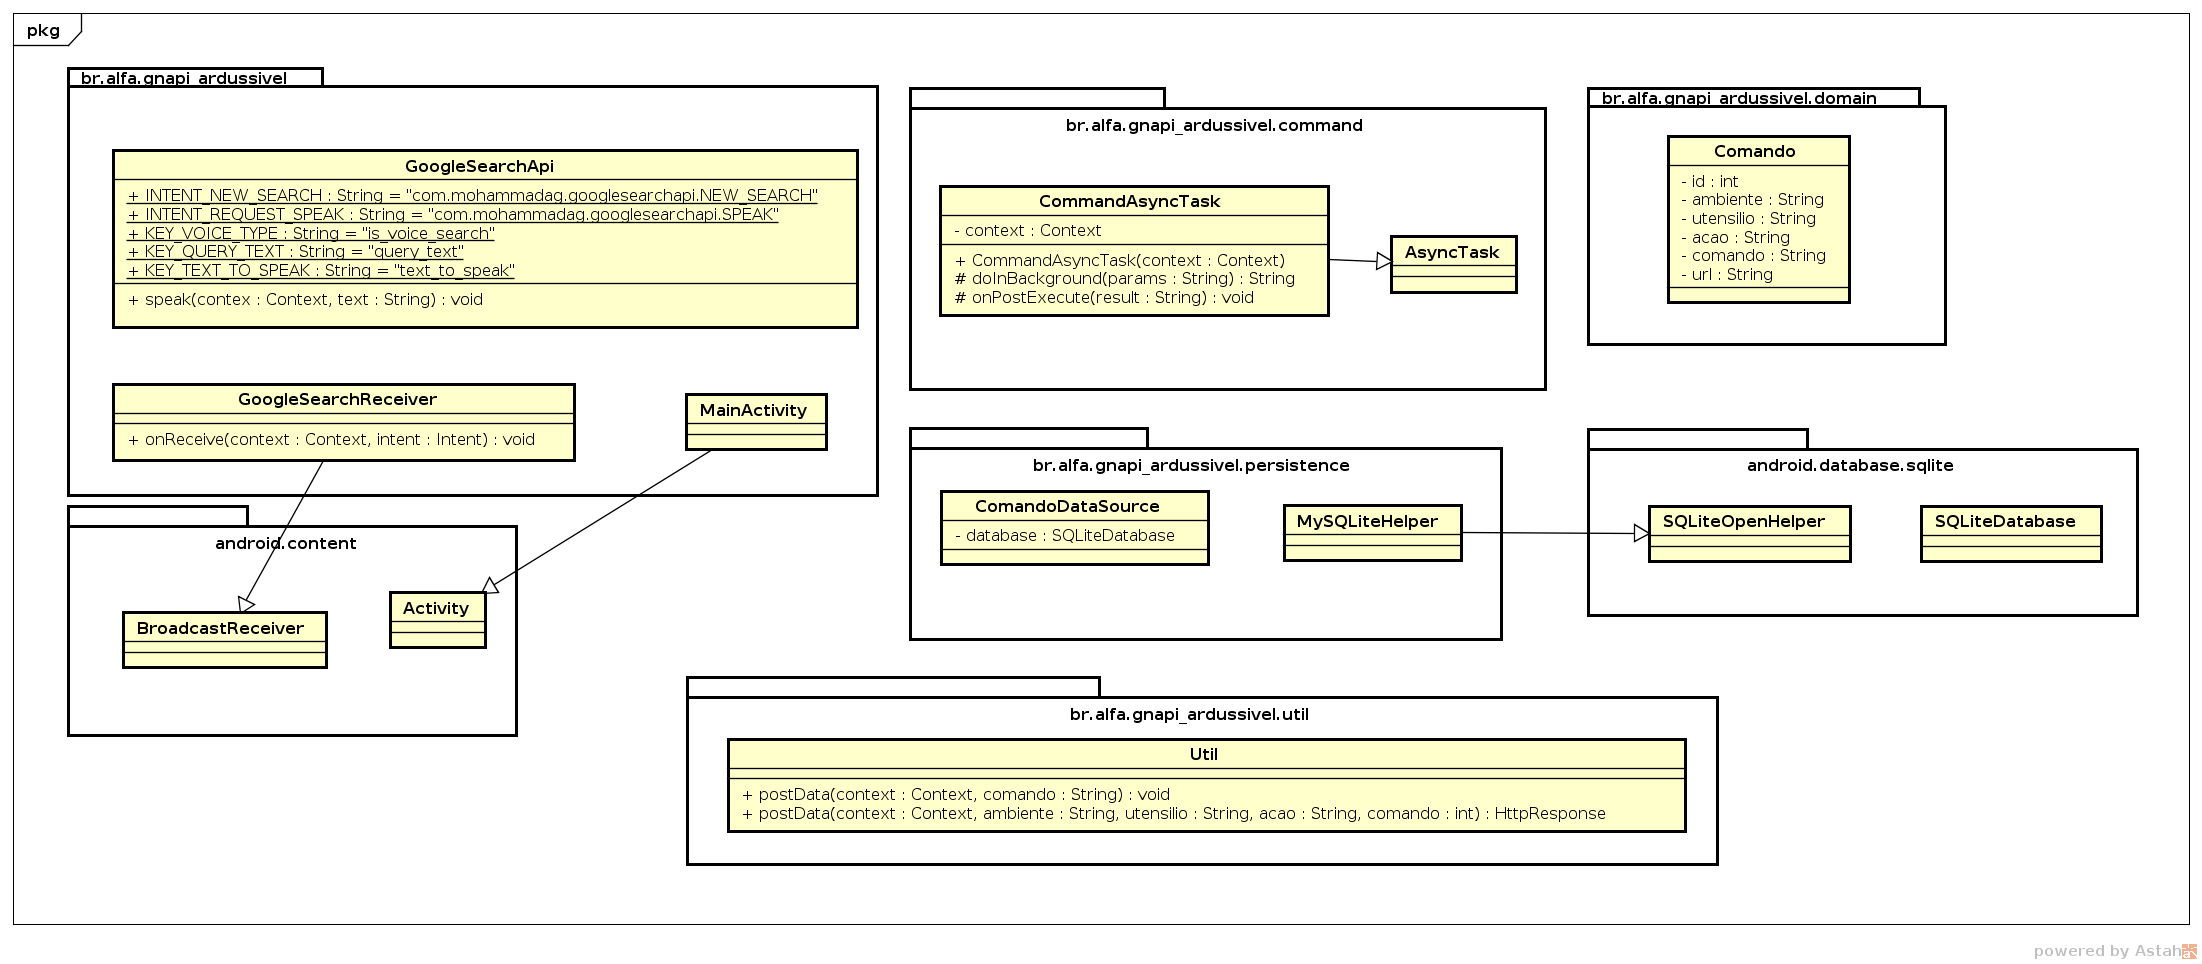 pkg
br.alfa.gnapi_ardussivel
GoogleSearchApi
+ INTENT_NEW_SEARCH : String = "com.mohammadag.googlesearchapi.NEW_SEARCH"
+ INTENT_REQUEST_SPEAK : String = "com.mohammadag.googlesearchapi.SPEAK"
+ KEY_VOICE_TYPE : String = "is_voice_search"
+ KEY_QUERY_TEXT : String = "query_text"
+ KEY_TEXT_TO_SPEAK : String = "text_to_speak"
+ speak(contex : Context, text : String) : void
GoogleSearchReceiver
+ onReceive(context : Context, intent : Intent) : void
MainActivity
android.content
BroadcastReceiver
Activity
br.alfa.gnapi_ardussivel.command
CommandAsyncTask
- context : Context
+ CommandAsyncTask(context : Context)
# doInBackground(params : String) : String
# onPostExecute(result : String) : void
AsyncTask
br.alfa.gnapi_ardussivel.domain
Comando
- id : int
- ambiente : String
- utensilio : String
- acao : String
- comando : String
- url : String
br.alfa.gnapi_ardussivel.persistence
ComandoDataSource
- database : SQLiteDatabase
MySQLiteHelper
android.database.sqlite
SQLiteOpenHelper
SQLiteDatabase
br.alfa.gnapi_ardussivel.util
Util
+ postData(context : Context, comando : String) : void
+ postData(context : Context, ambiente : String, utensilio : String, acao : String, comando : int) : HttpResponse
powered by Astah